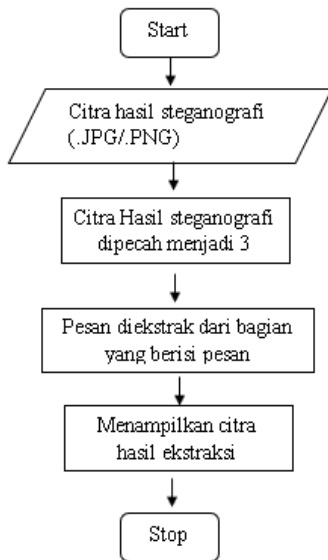 Start
Citra hasil steganografi
(.JPG/.PNG)
Citra Hasil steganografi
dipecah menjadi 3
Pesan diekstrak dari bagian
yang berisi pesan
Menampilkan citra
hasil ekstraksi
Stop